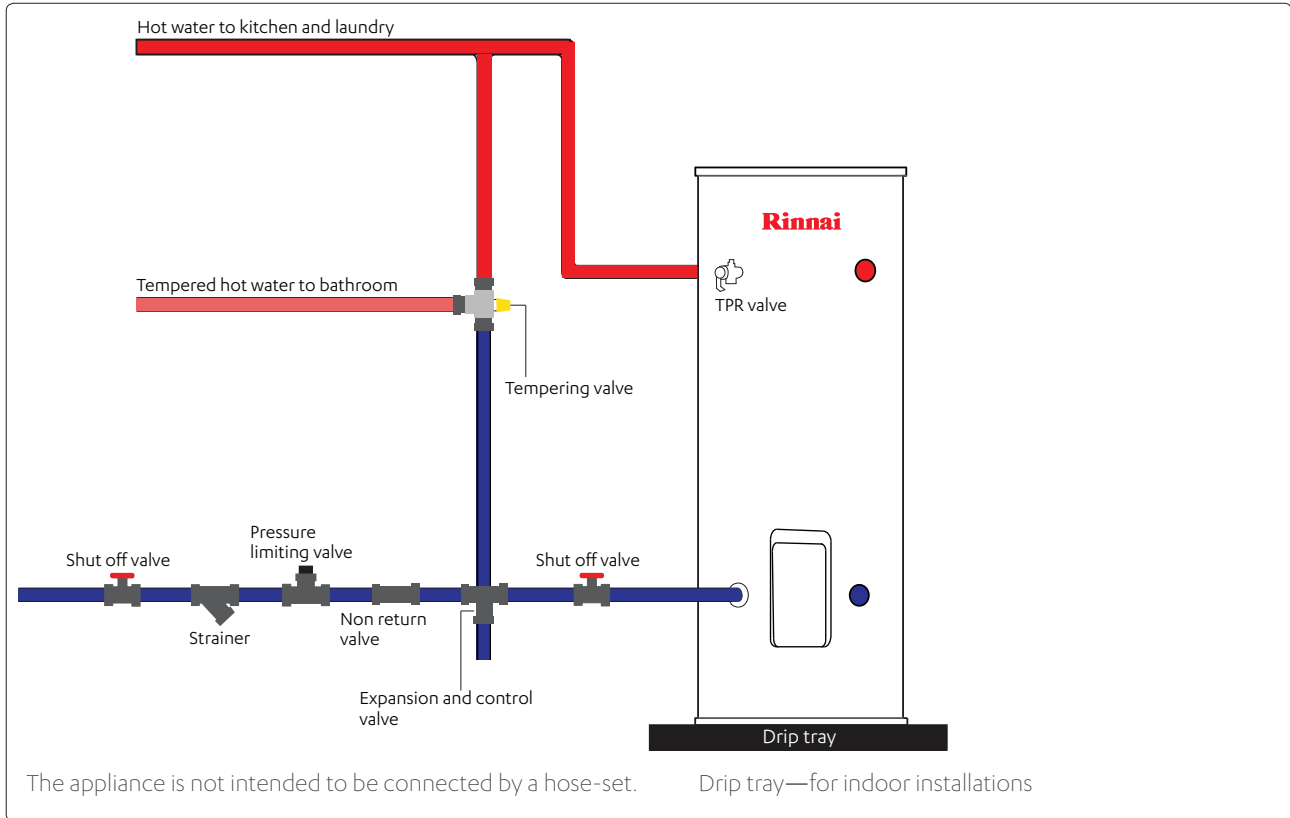 Hot water to kitchen and laundry
Rinnai
Tempered hot water to bathroom
TPR valve
Tempering valve
Pressure
limiting valve
Shut off valve
Shut off valve
Non return
valve
Strainer
Expansion and control
valve
Drip tray
The appliance is not intended to be connected by a hose-set.
Drip tray—for indoor installations